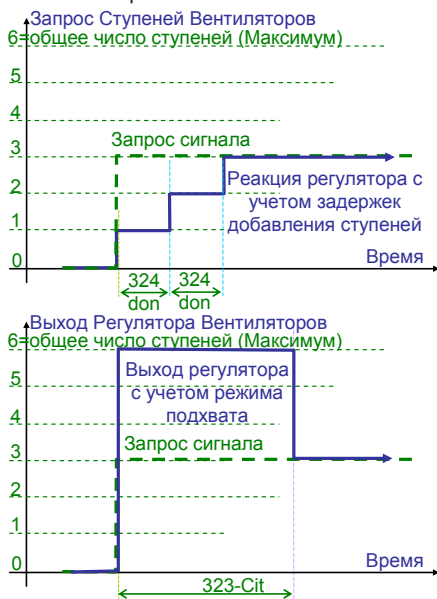 Запрос Ступеней Вентиляторов
6=общее число ступеней (Максимум)
5
4
Запрос сигнала
3
Реакция регулятора с
2
учетом задержек
добавления ступеней
1
0
Время
324
don
324
don
Выход Регулятора Вентиляторов
6=общее число ступеней (Максимум)
Выход регулятора
5
с учетом режима
подхвата
4
Запрос сигнала
3
2
1
0
Время
323-Cit